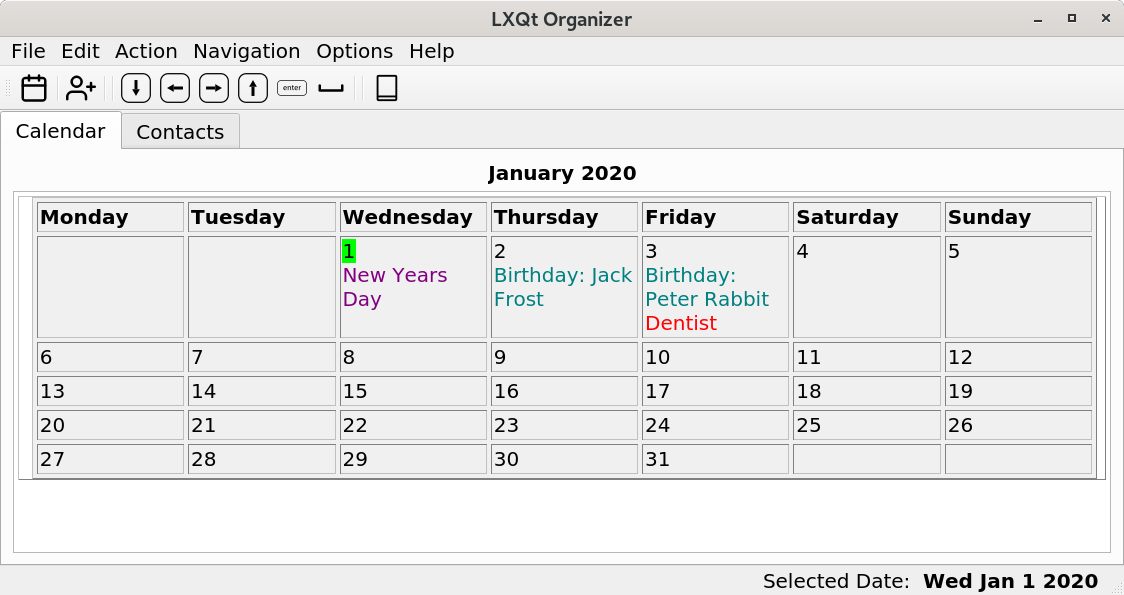 LXQt Organizer
File Edit Action Navigation Options Help
enter
Calendar Contacts
January 2020
Monday Tuesday Wednesday Thursday Friday Saturday Sunday
1 2 3 4 5
New Years Day
Birthday: Jack Frost
Birthday: Peter Rabbit
Dentist
6 7 8 9 10 11 12
13 14 15 16 17 18 19
20 21 22 23 24 25 26
27 28 29 30 31
Selected Date: Wed Jan 1 2020